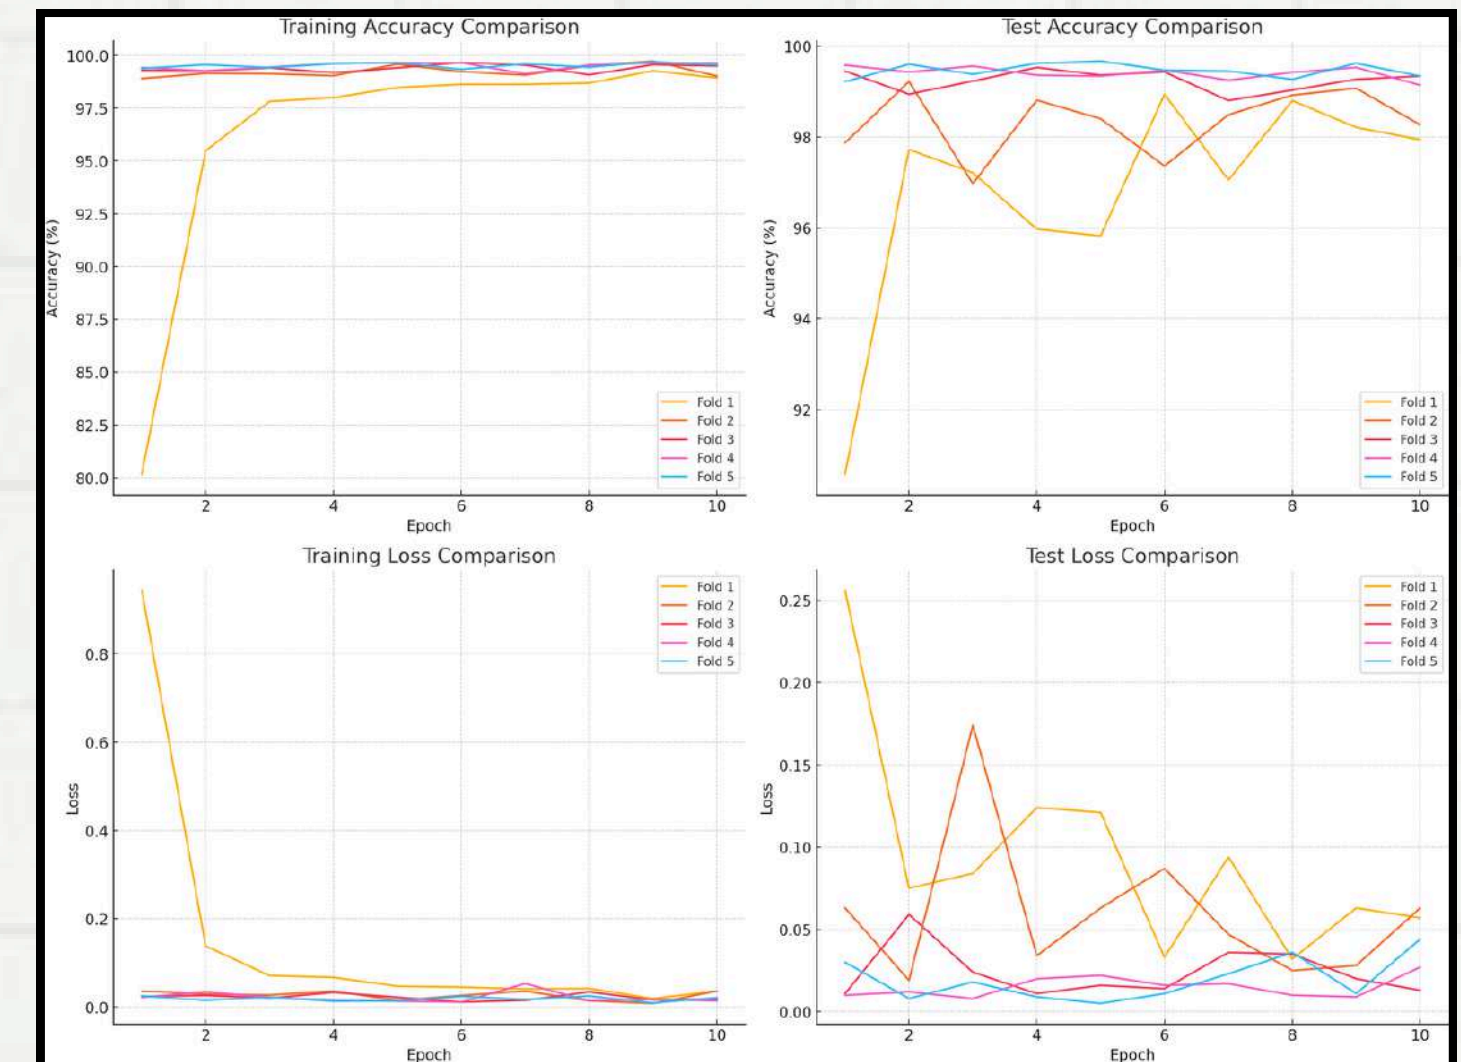 Training Accuracy Comparison
100.0
97.5
95.0
92.5
90.0
87.5
85.0
82.5
80.0
Accuracy (%)
Fold 1
Fold 2
Fold 3
Fold 4
Fold 5
2 4 6 8 10
Epoch
Test Accuracy Comparison
100
98
96
94
92
Accuracy (%)
Fold 1
Fold 2
Fold 3
Fold 4
Fold 5
2 4 6 8 10
Epoch
Training Loss Comparison
Fold 1
Fold 2
Fold 3
Fold 4
Fold 5
0.8
0.6
0.4
0.2
0.0
Loss
2 4 6 8 10
Epoch
Test Loss Comparison
Fold 1
Fold 2
Fold 3
Fold 4
Fold 5
0.25
0.20
0.15
0.10
0.05
0.00
Loss
2 4 6 8 10
Epoch